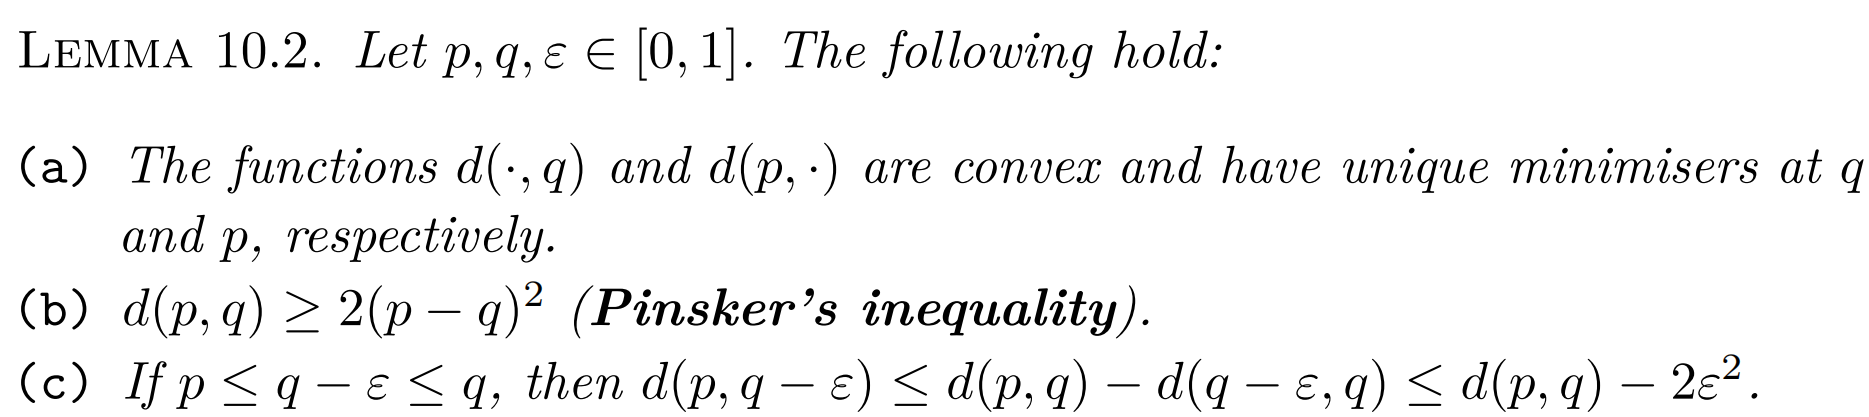 LEMMA 10.2. Let p, q, ε ∈ [0, 1]. The following hold:
(a) The functions d(·, q) and d(p, ·) are convex and have unique minimisers at q
and p, respectively.
(b) d(p, q) ≥ 2(p − q)² (Pinsker's inequality).
(c) If p ≤ q − ε ≤ q, then d(p, q − ε) ≤ d(p, q) − d(q − ε, q) ≤ d(p, q) − 2ε².